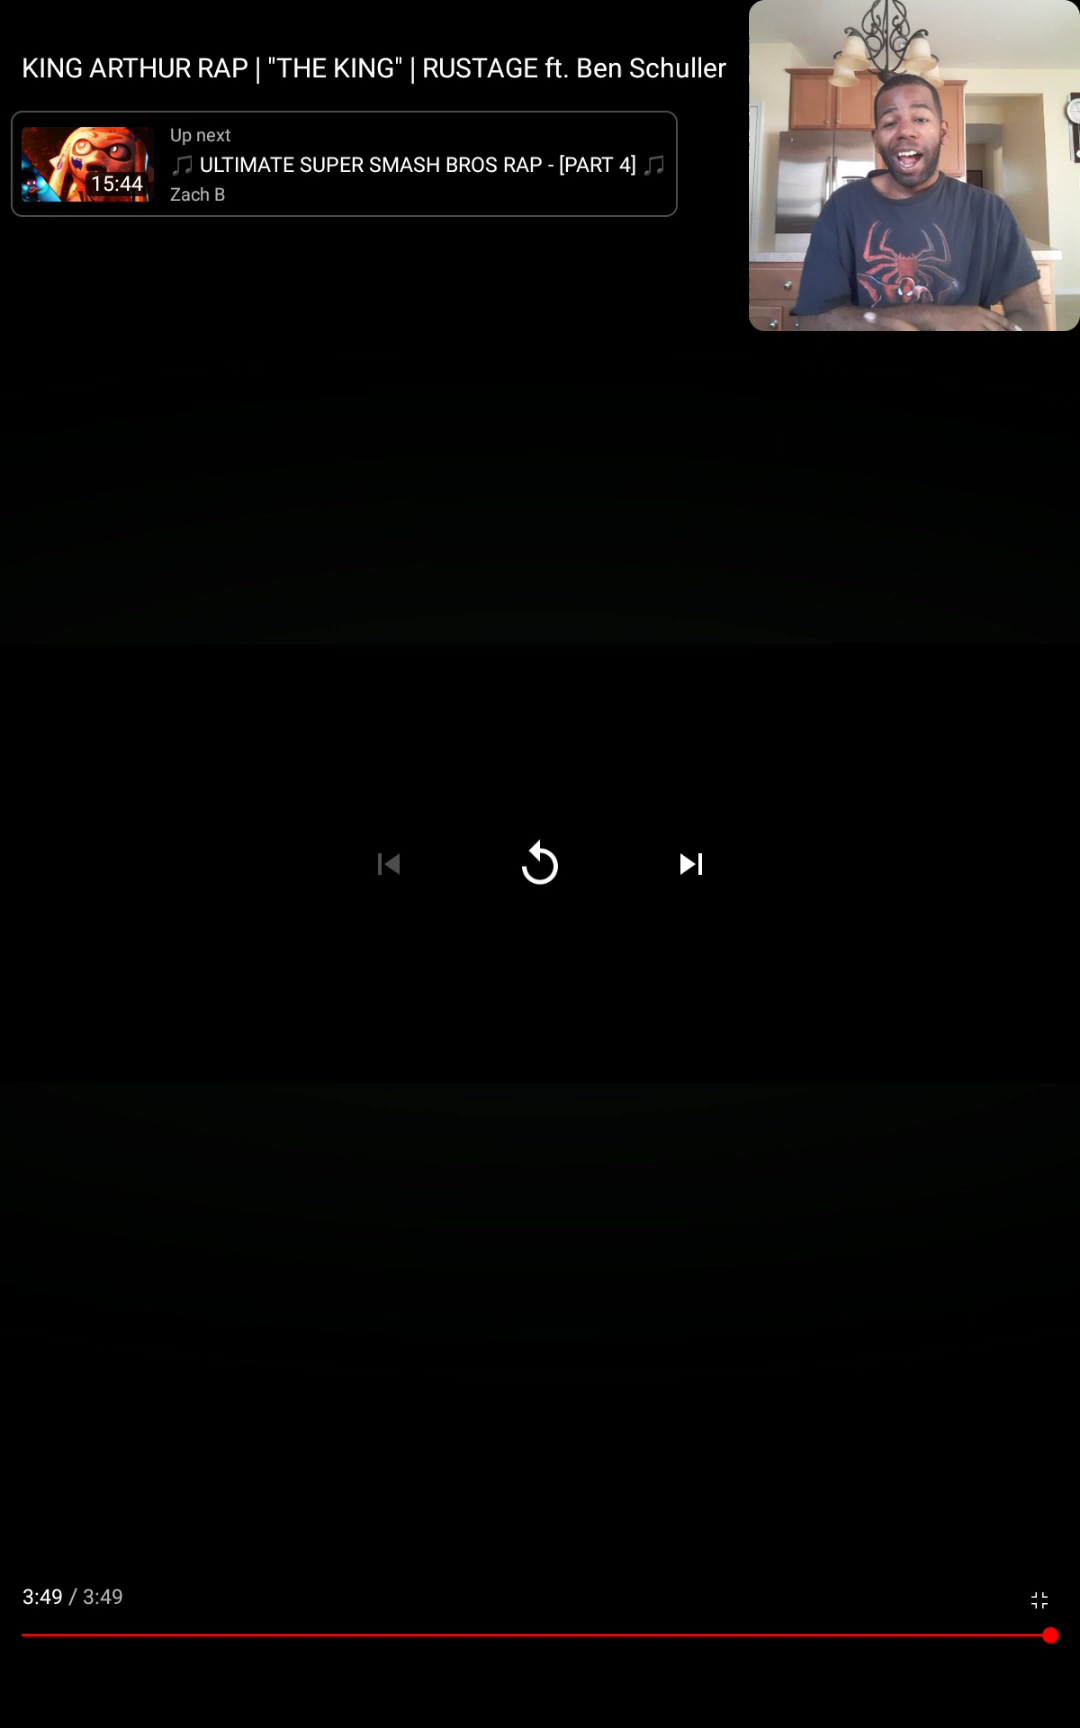 KING ARTHUR RAP | "THE KING" | RUSTAGE ft. Ben Schuller
Up next
🎵 ULTIMATE SUPER SMASH BROS RAP - [PART 4] 🎵
15:44
Zach B
3:49 / 3:49